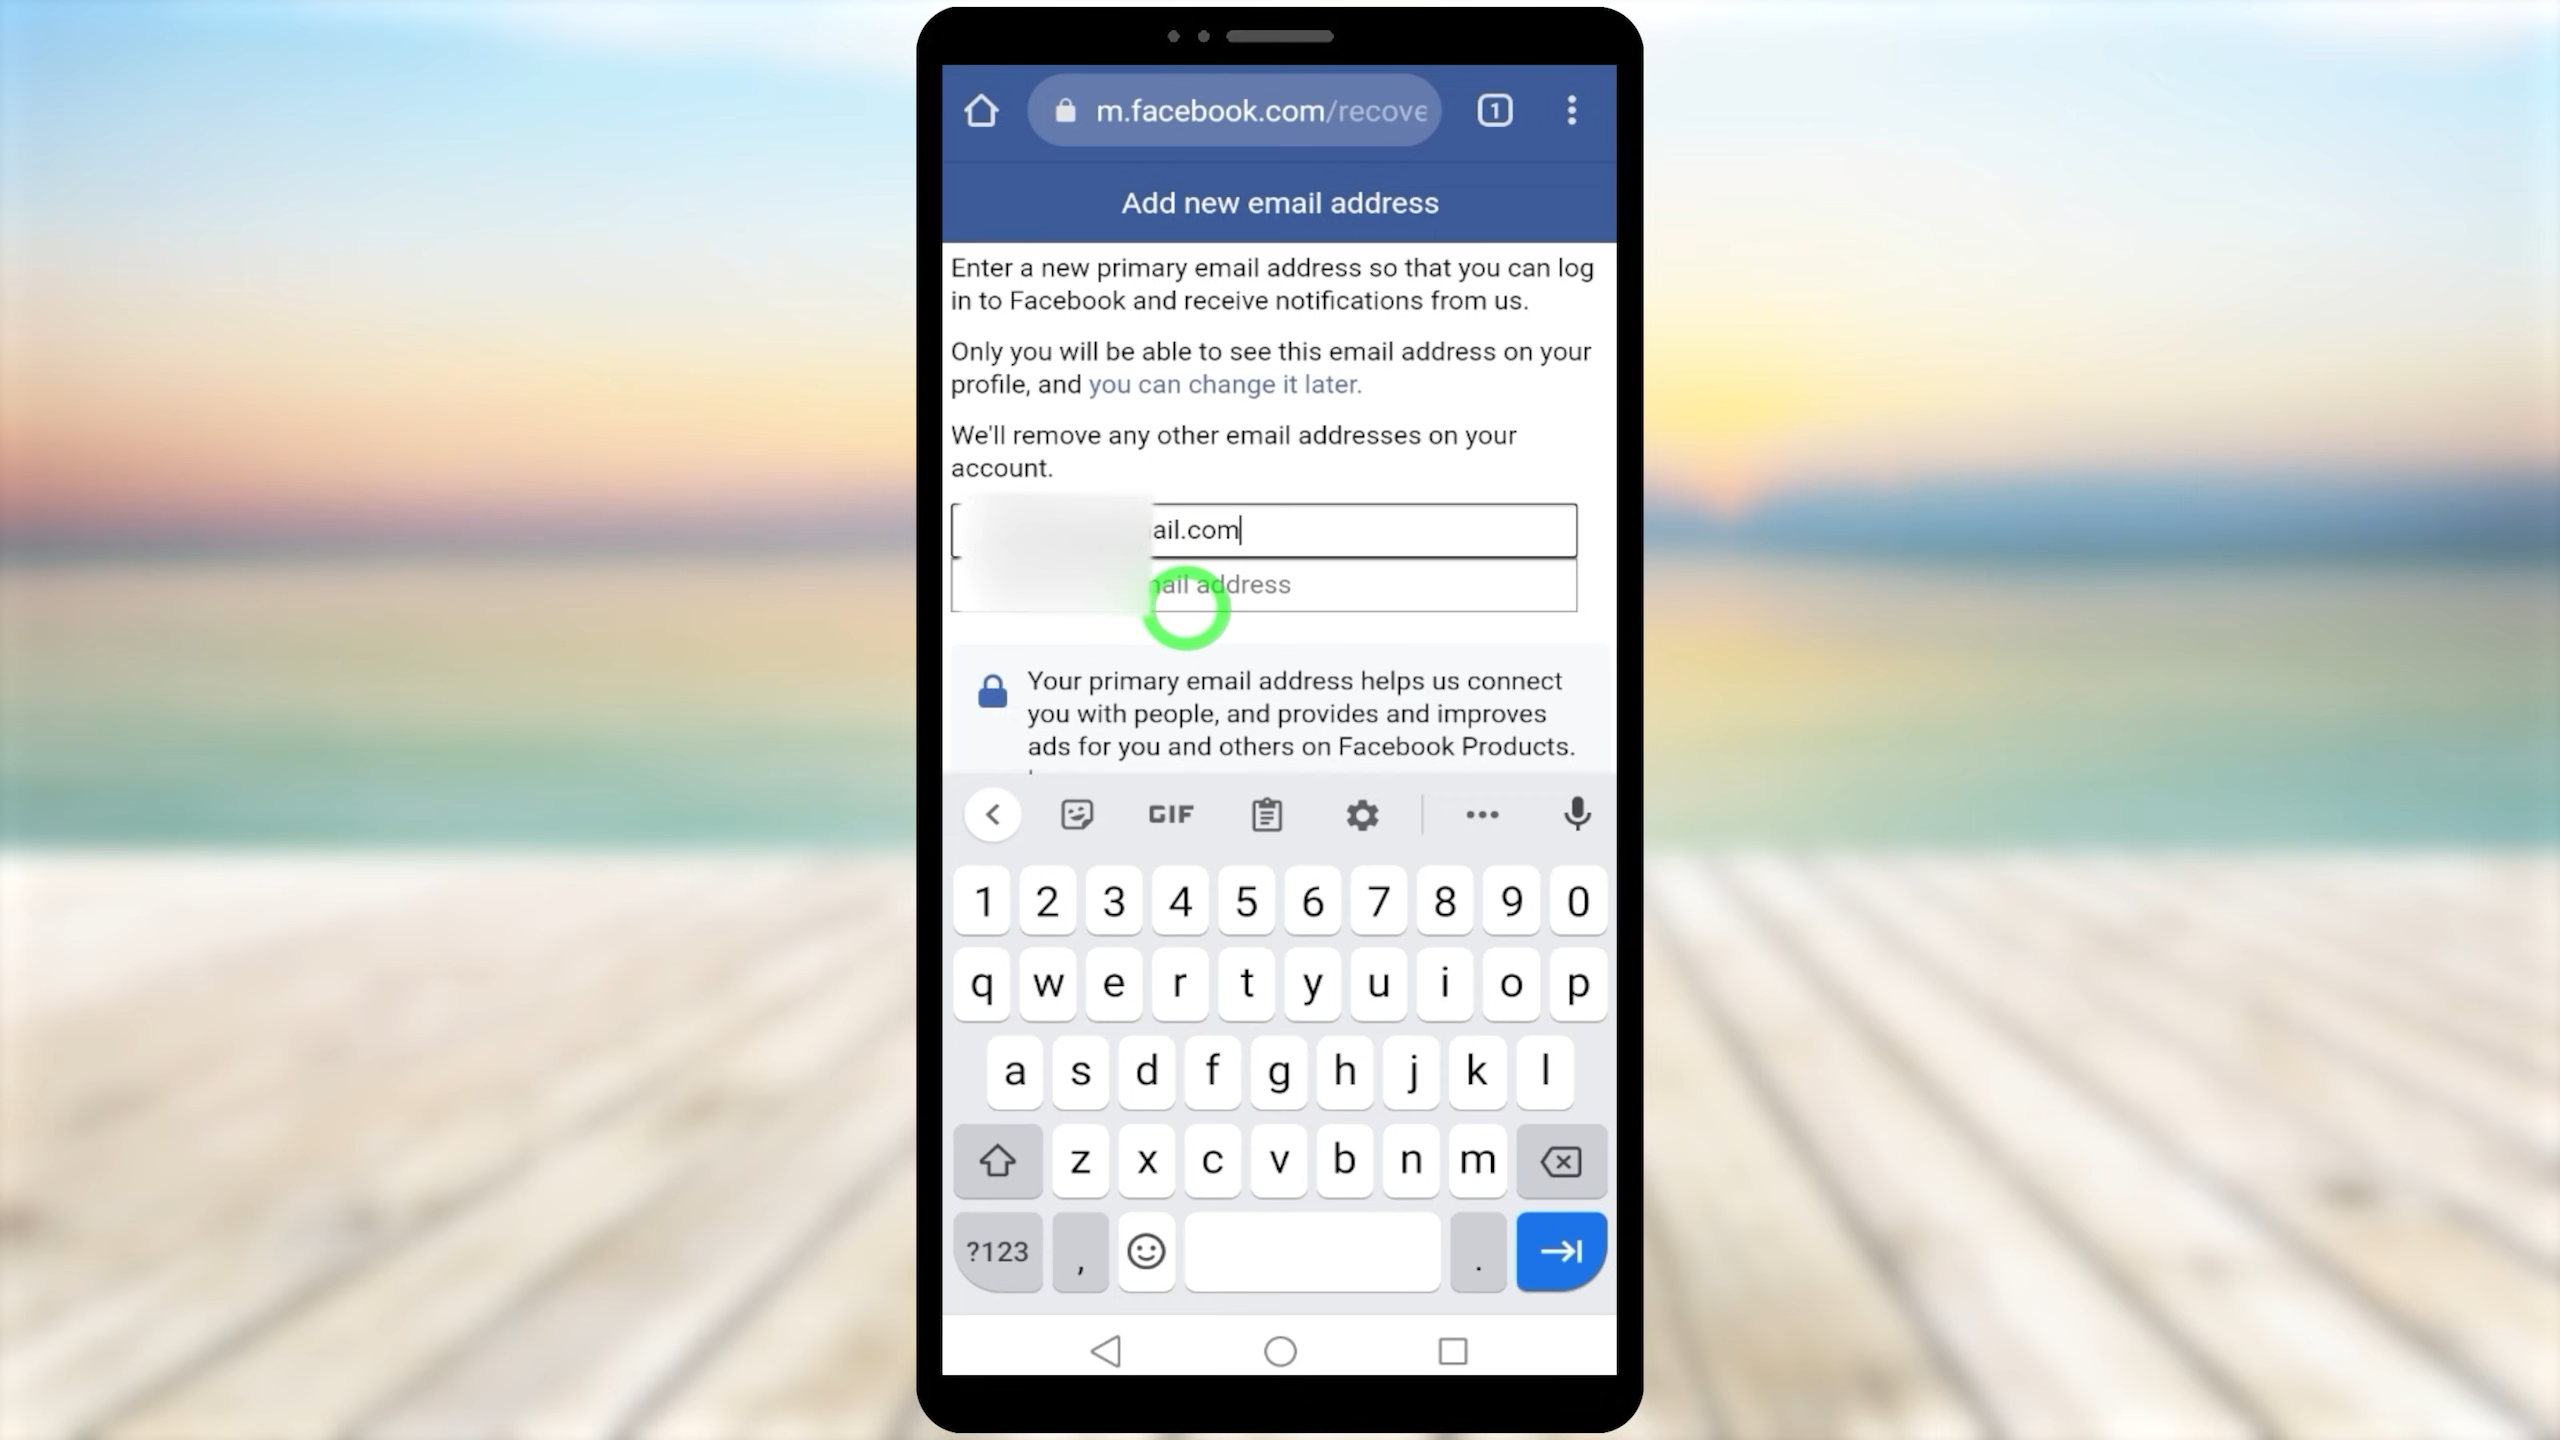 m.facebook.com/recove
1
Add new email address
Enter a new primary email address so that you can log
in to Facebook and receive notifications from us.
Only you will be able to see this email address on your
profile, and you can change it later.
We'll remove any other email addresses on your
account.
ail.com
address
Your primary email address helps us connect
you with people, and provides and improves
ads for you and others on Facebook Products.
GIF
1 2 3 4 5 6 7 8 9 0
q w e r t y u i o p
a s d f g h j k l
z x c v b n m
?123 , .